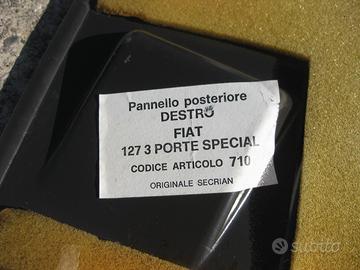 Pannello posteriore
DESTRO
FIAT
127 3 PORTE SPECIAL
CODICE ARTICOLO 710
ORIGINALE SECRIAN
subito